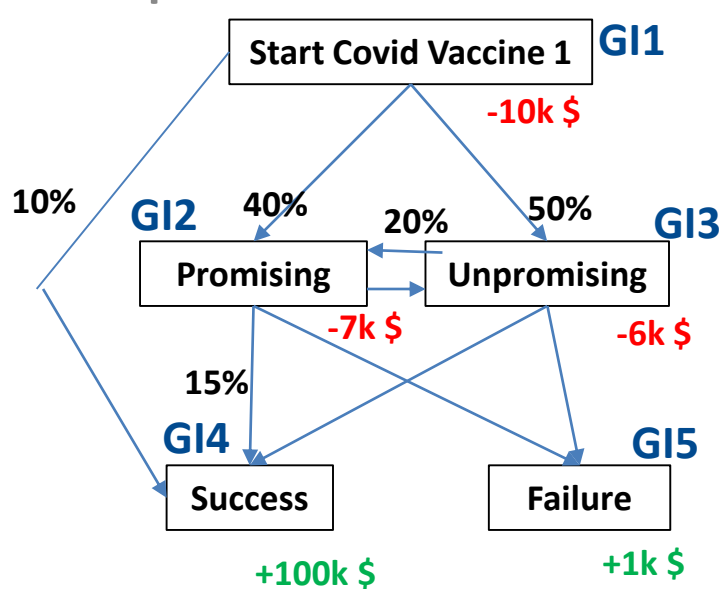 Start Covid Vaccine 1
GI1
-10k $
10%
40%
50%
GI2
20%
GI3
Promising
Unpromising
-7k $
-6k $
15%
GI4
GI5
Success
Failure
+100k $
+1k $